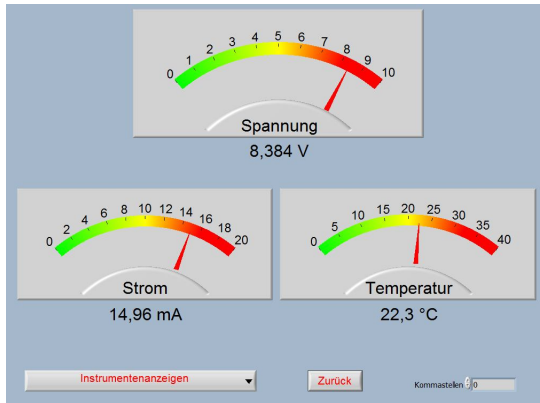 0 1 2 3 4 5 6 7 8 9 10
Spannung
8,384 V
0 2 4 6 8 10 12 14 16 18 20
Strom
14,96 mA
0 5 10 15 20 25 30 35 40
Temperatur
22,3 °C
Instrumentenanzeigen
Zurück
Kommastellen 0